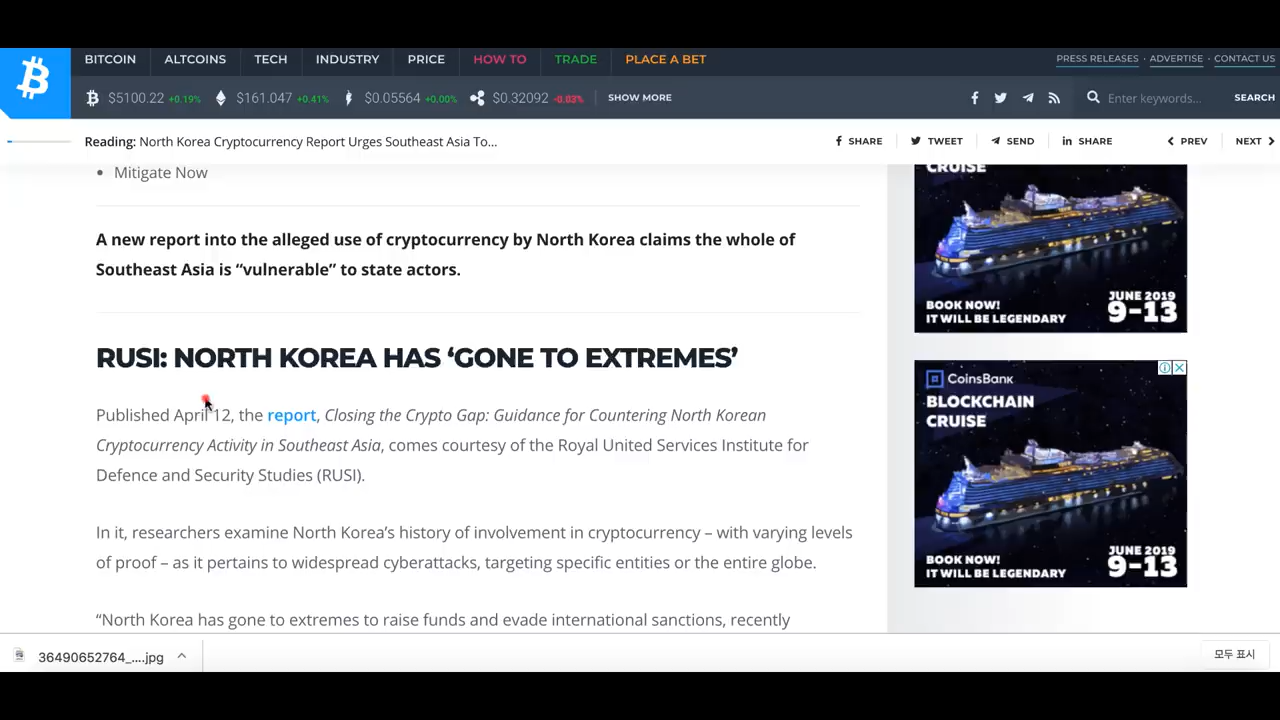 BITCOIN ALTCOINS TECH INDUSTRY PRICE HOW TO TRADE PLACE A BET PRESS RELEASES · ADVERTISE · CONTACT US
$5100.22 +0.19% $161.047 +0.41% $0.05564 +0.00% $0.32092 -0.03% SHOW MORE Enter keywords... SEARCH
Reading: North Korea Cryptocurrency Report Urges Southeast Asia To... SHARE TWEET SEND SHARE PREV NEXT
• Mitigate Now
A new report into the alleged use of cryptocurrency by North Korea claims the whole of
Southeast Asia is “vulnerable” to state actors.
RUSI: NORTH KOREA HAS ‘GONE TO EXTREMES’
Published April 12, the report, Closing the Crypto Gap: Guidance for Countering North Korean
Cryptocurrency Activity in Southeast Asia, comes courtesy of the Royal United Services Institute for
Defence and Security Studies (RUSI).
In it, researchers examine North Korea’s history of involvement in cryptocurrency – with varying levels
of proof – as it pertains to widespread cyberattacks, targeting specific entities or the entire globe.
“North Korea has gone to extremes to raise funds and evade international sanctions, recently
CRUISE
BOOK NOW!
IT WILL BE LEGENDARY
JUNE 2019
9-13
CoinsBank
BLOCKCHAIN
CRUISE
BOOK NOW!
IT WILL BE LEGENDARY
JUNE 2019
9-13
36490652764_....jpg
모두 표시